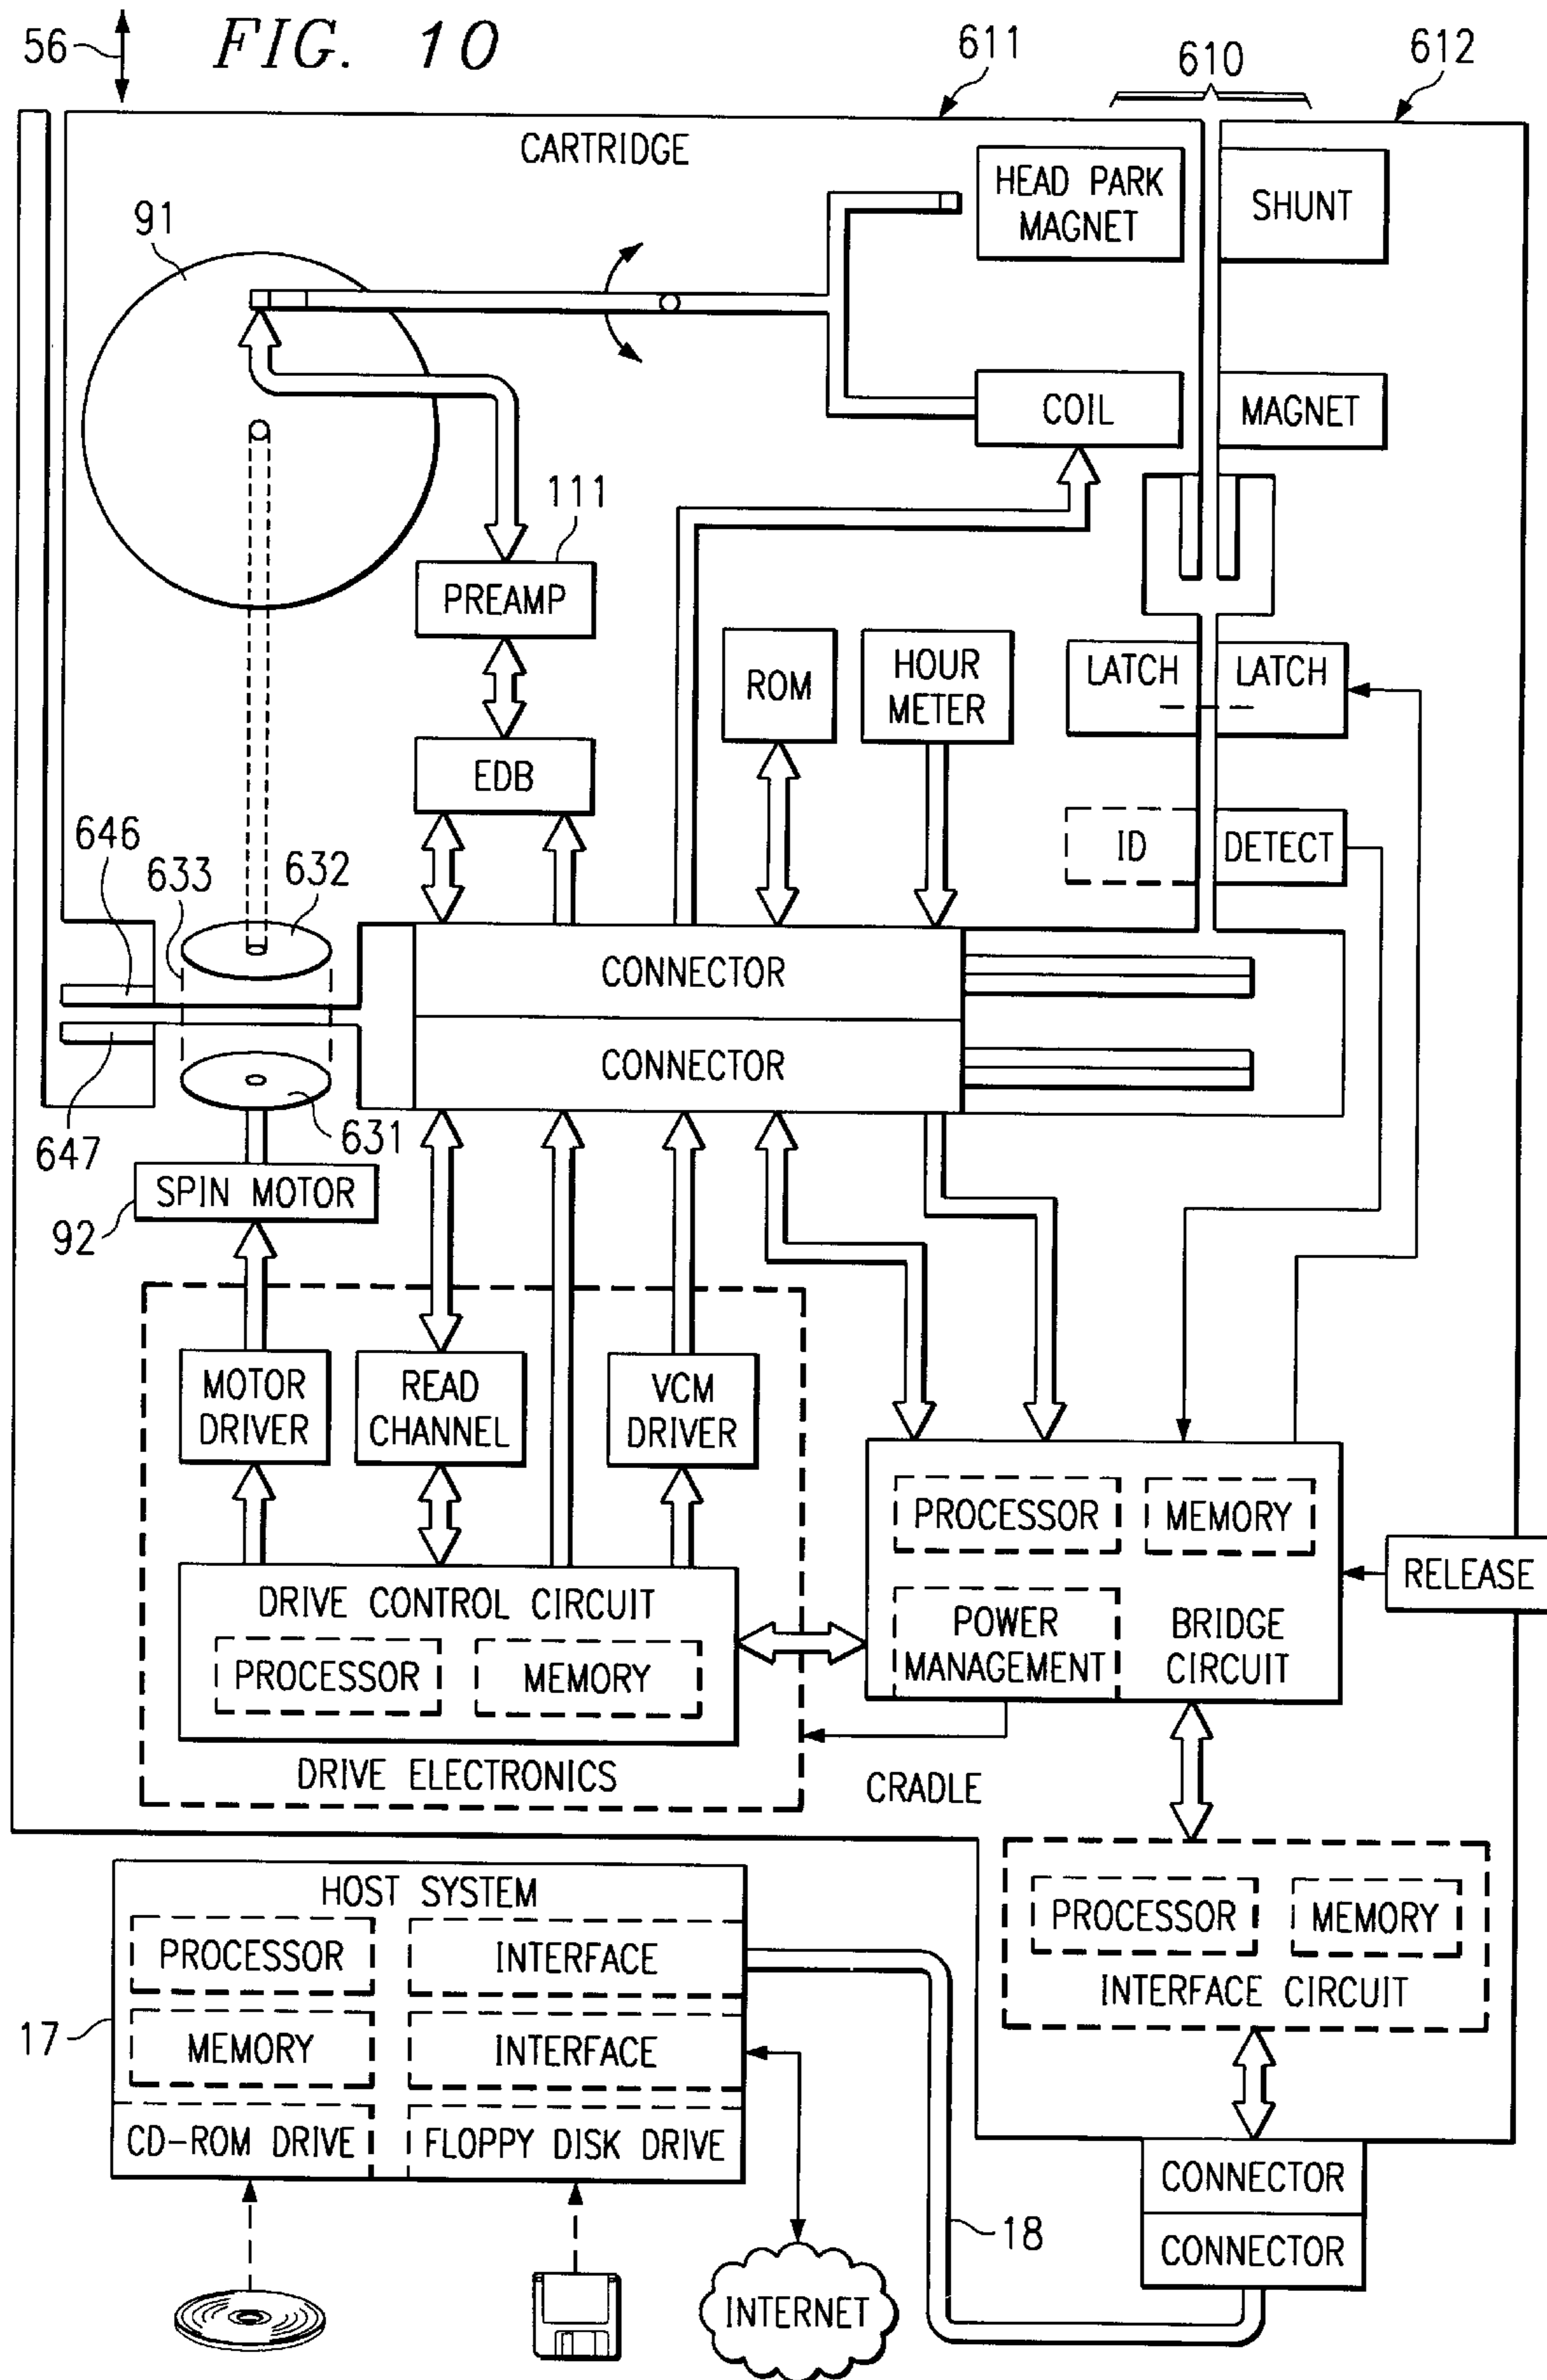 56
FIG. 10
611
610
612
CARTRIDGE
HEAD PARK
MAGNET
SHUNT
91
COIL
MAGNET
111
PREAMP
ROM
HOUR
METER
LATCH
LATCH
EDB
ID
DETECT
646
633
632
CONNECTOR
CONNECTOR
647
631
SPIN MOTOR
92
MOTOR
DRIVER
READ
CHANNEL
VCM
DRIVER
PROCESSOR
MEMORY
RELEASE
DRIVE CONTROL CIRCUIT
POWER
MANAGEMENT
BRIDGE
CIRCUIT
PROCESSOR
MEMORY
DRIVE ELECTRONICS
CRADLE
HOST SYSTEM
PROCESSOR
INTERFACE
PROCESSOR
MEMORY
INTERFACE CIRCUIT
17
MEMORY
INTERFACE
CD-ROM DRIVE
FLOPPY DISK DRIVE
CONNECTOR
18
CONNECTOR
INTERNET